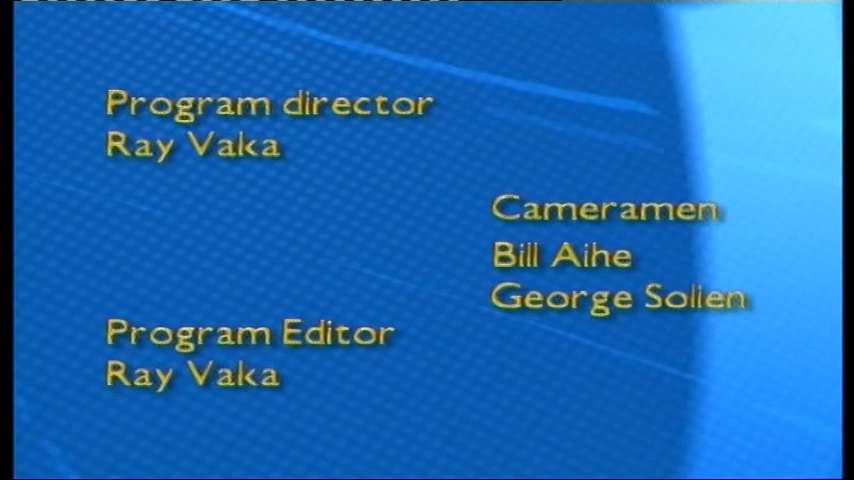 Program director
Ray Vaka
Cameramen
Bill Aihe
George Solien
Program Editor
Ray Vaka